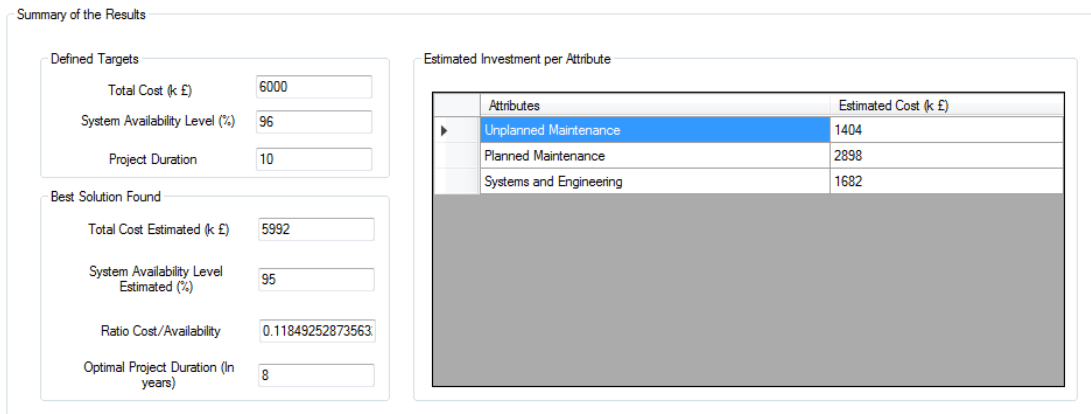 Summary of the Results
Defined Targets
Total Cost (k £)
6000
System Availability Level (%)
96
Project Duration
10
Best Solution Found
Total Cost Estimated (k £)
5992
System Availability Level
Estimated (%)
95
Ratio Cost/Availability
0.11849252873563
Optimal Project Duration (In
years)
8
Estimated Investment per Attribute
Attributes Estimated Cost (k £)
Unplanned Maintenance 1404
Planned Maintenance 2898
Systems and Engineering 1682